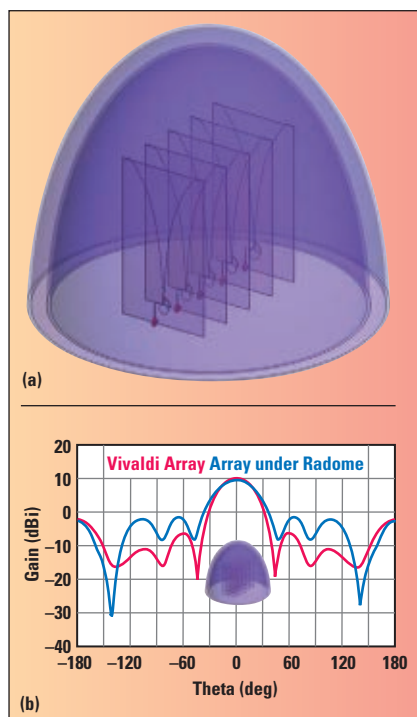 (a)
20
Vivaldi Array Array under Radome
10
0
−10
−20
−30
−40
Gain (dBi)
−180 −120 −60 0 60 120 180
Theta (deg)
(b)